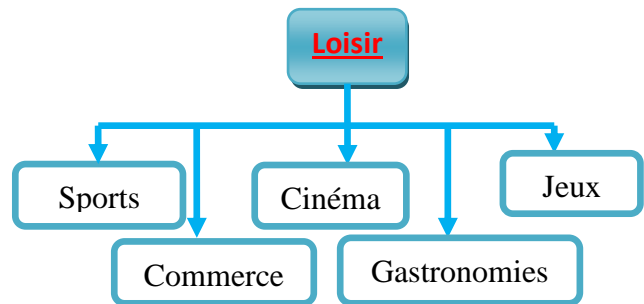 Loisir
Sports
Cinéma
Jeux
Commerce
Gastronomies